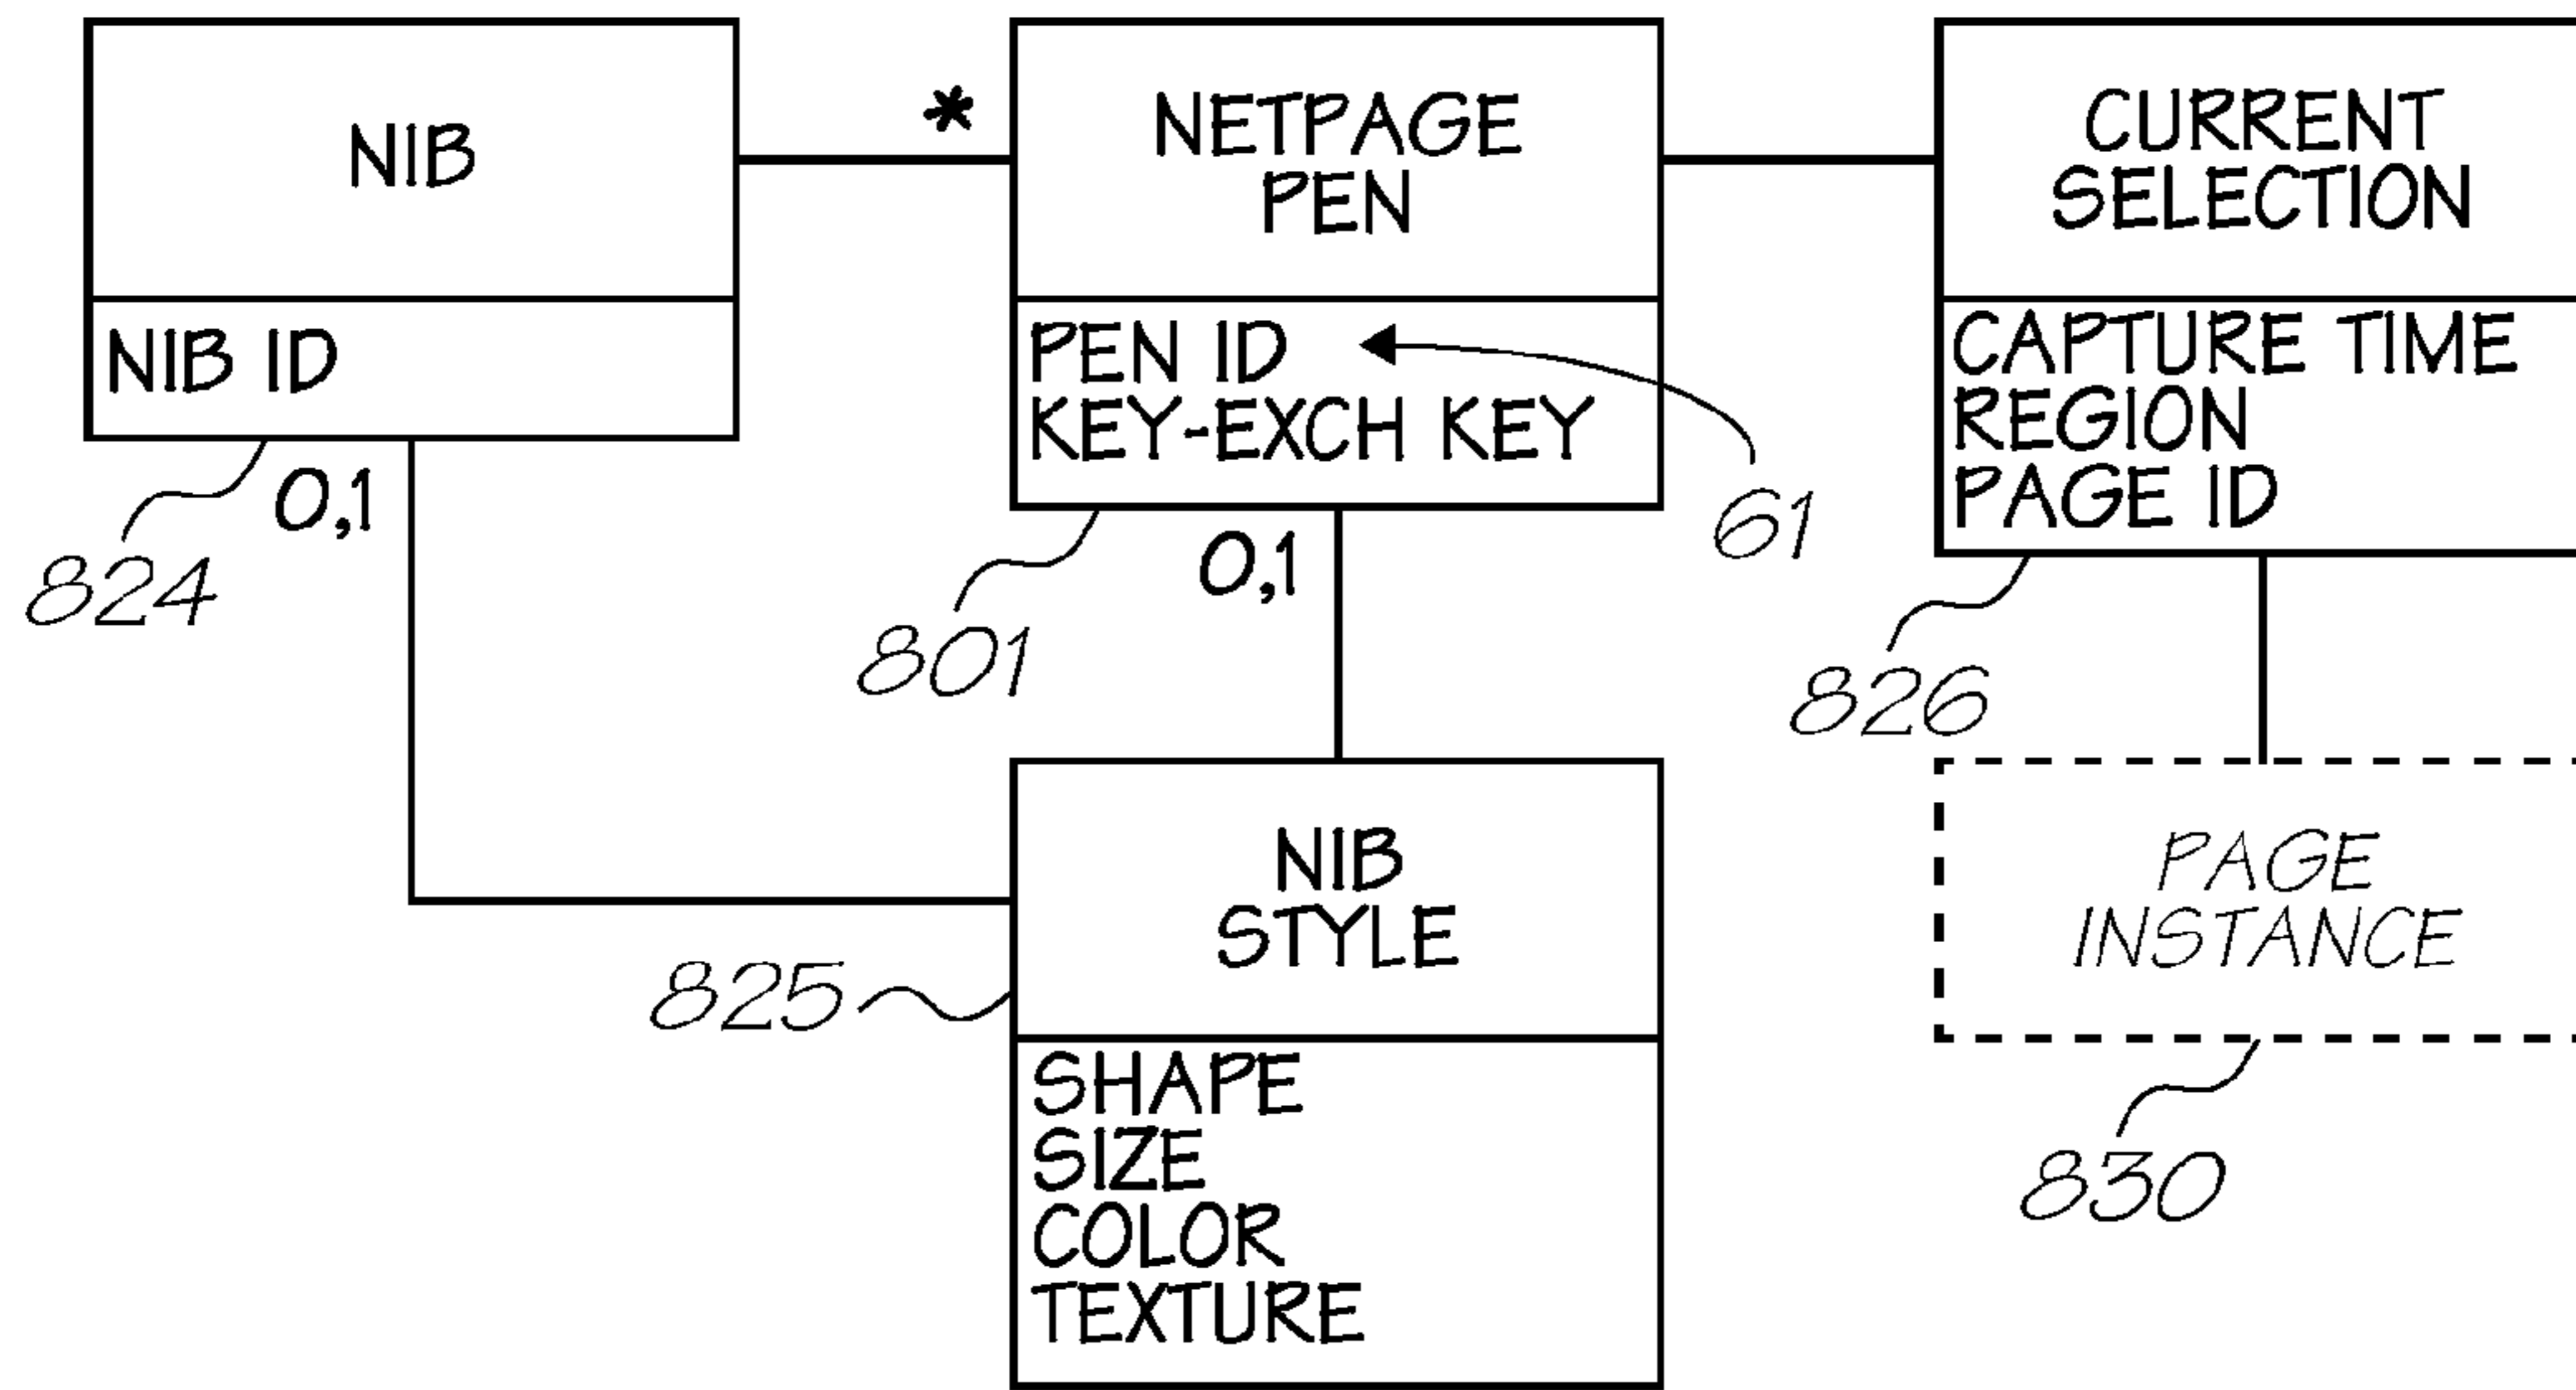 NIB
*
NETPAGE
PEN
CURRENT
SELECTION
NIB ID
PEN ID
KEY-EXCH KEY
CAPTURE TIME
REGION
PAGE ID
824
0,1
801
0,1
61
826
NIB
STYLE
825
PAGE
INSTANCE
SHAPE
SIZE
COLOR
TEXTURE
830